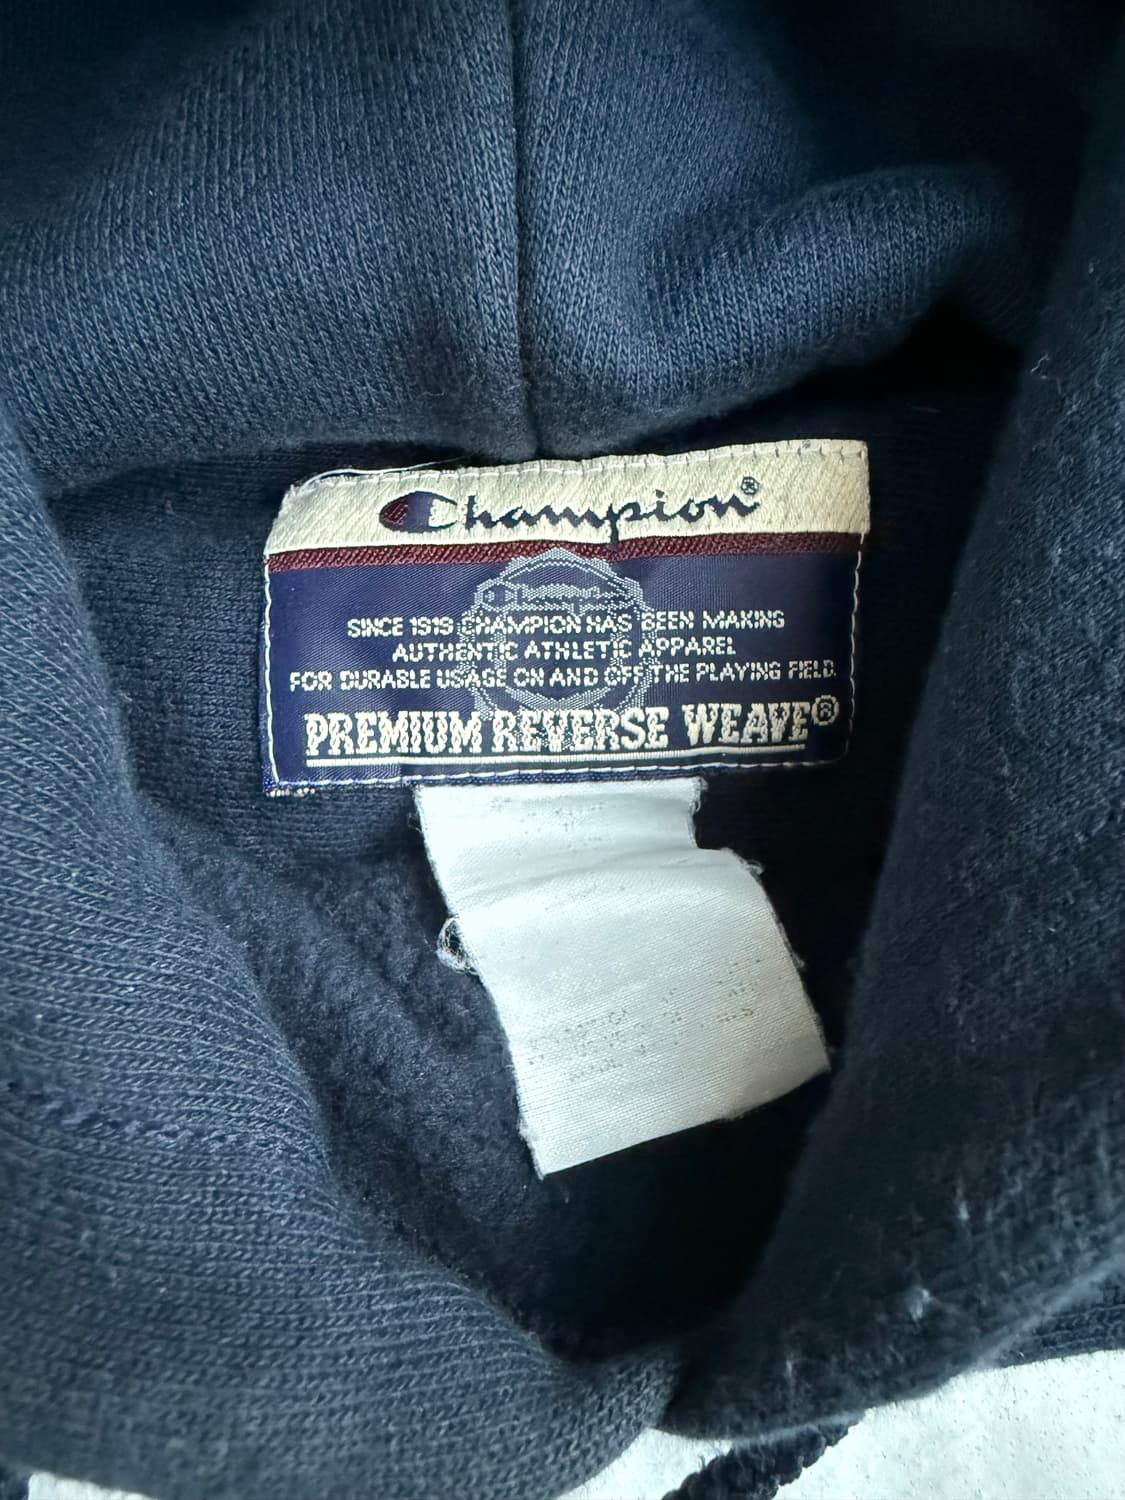 Champion®
Champion
SINCE 1919 CHAMPION HAS BEEN MAKING
AUTHENTIC ATHLETIC APPAREL
FOR DURABLE USAGE ON AND OFF THE PLAYING FIELD.
PREMIUM REVERSE WEAVE®